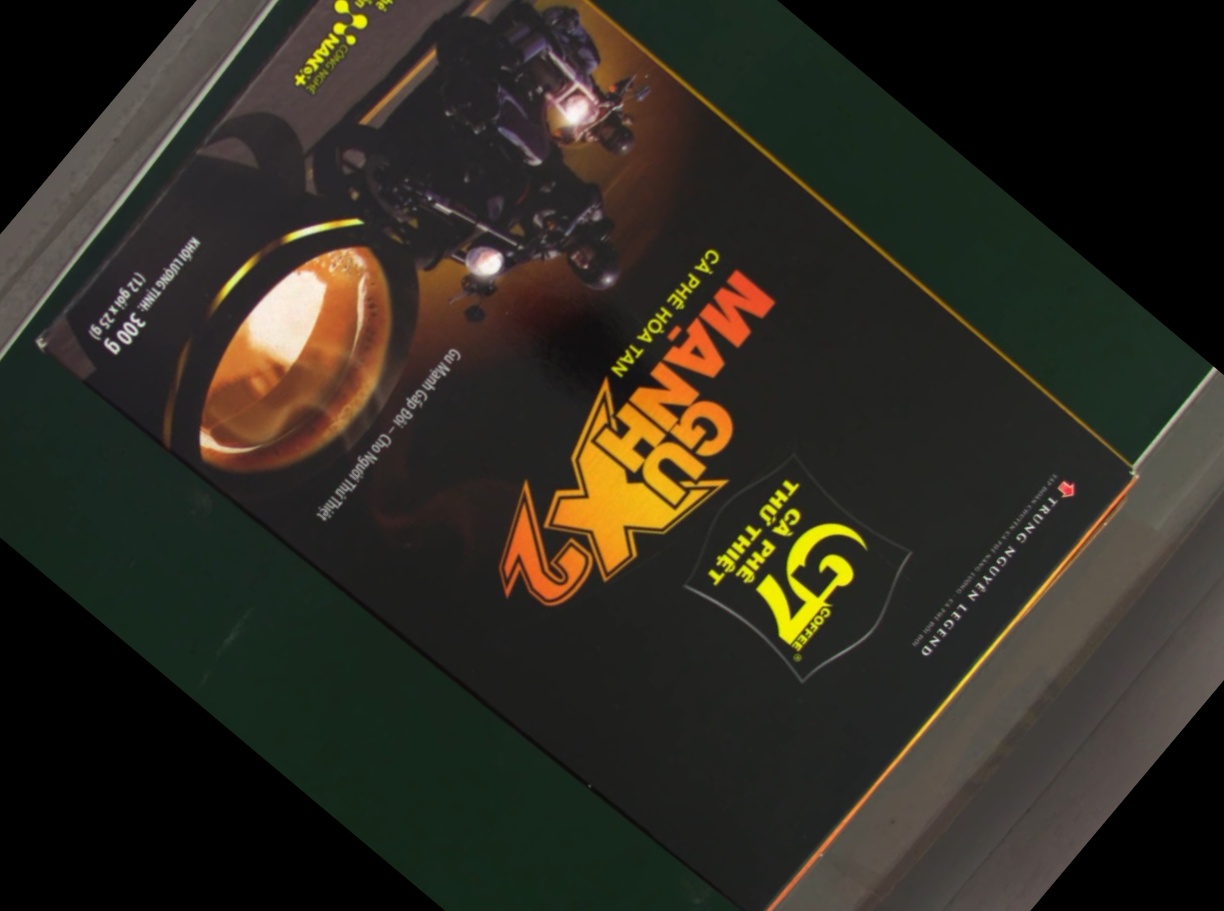 TRUNG NGUYÊN LEGEND
G7
COFFEE
®
CÀ PHÊ
THỨ THIỆT
GU
MẠNH
X2
CÀ PHÊ HÒA TAN
Gu Mạnh Gấp Đôi – Cho Người Thứ Thiệt
CÔNG NGHỆ
NANO+
KHỐI LƯỢNG TỊNH: 300 g
(12 gói x 25 g)